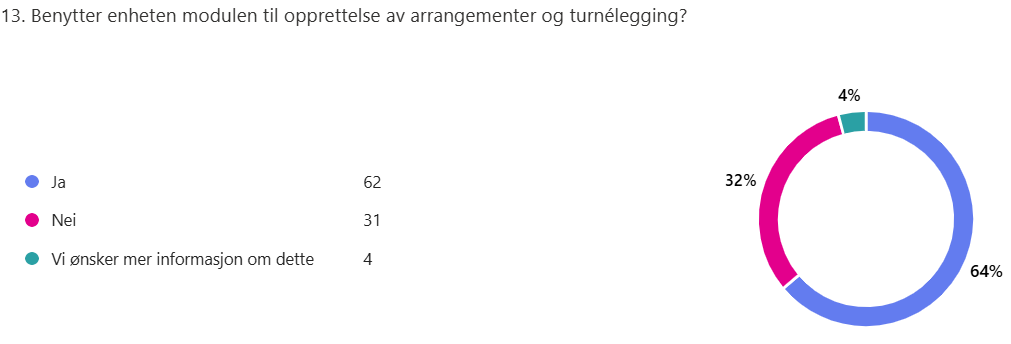 13. Benytter enheten modulen til opprettelse av arrangementer og turnélegging?
4%
Ja 62
32%
Nei 31
Vi ønsker mer informasjon om dette 4
64%